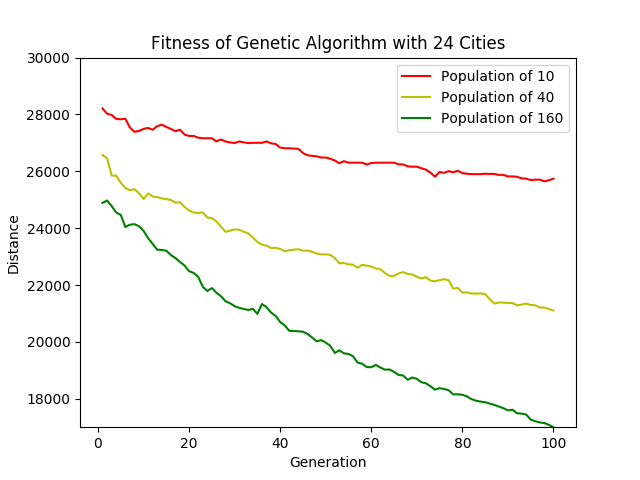 Fitness of Genetic Algorithm with 24 Cities
30000
28000
26000
24000
22000
20000
18000
Distance
Population of 10
Population of 40
Population of 160
0 20 40 60 80 100
Generation